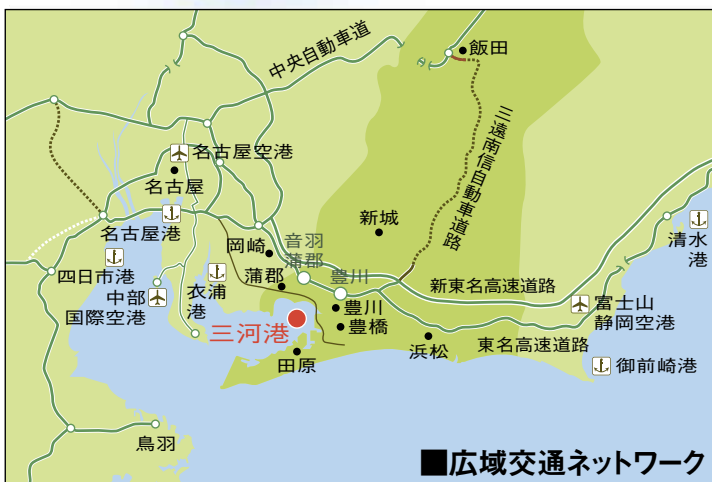 飯田
中央自動車道
三遠南信自動車道路
名古屋空港
名古屋
新城
名古屋港
岡崎
音羽
蒲郡
清水
港
四日市港
蒲郡
豊川
新東名高速道路
中部
国際空港
衣浦
港
豊川
富士山
静岡空港
三河港
豊橋
浜松
東名高速道路
田原
御前崎港
鳥羽
■広域交通ネットワーク